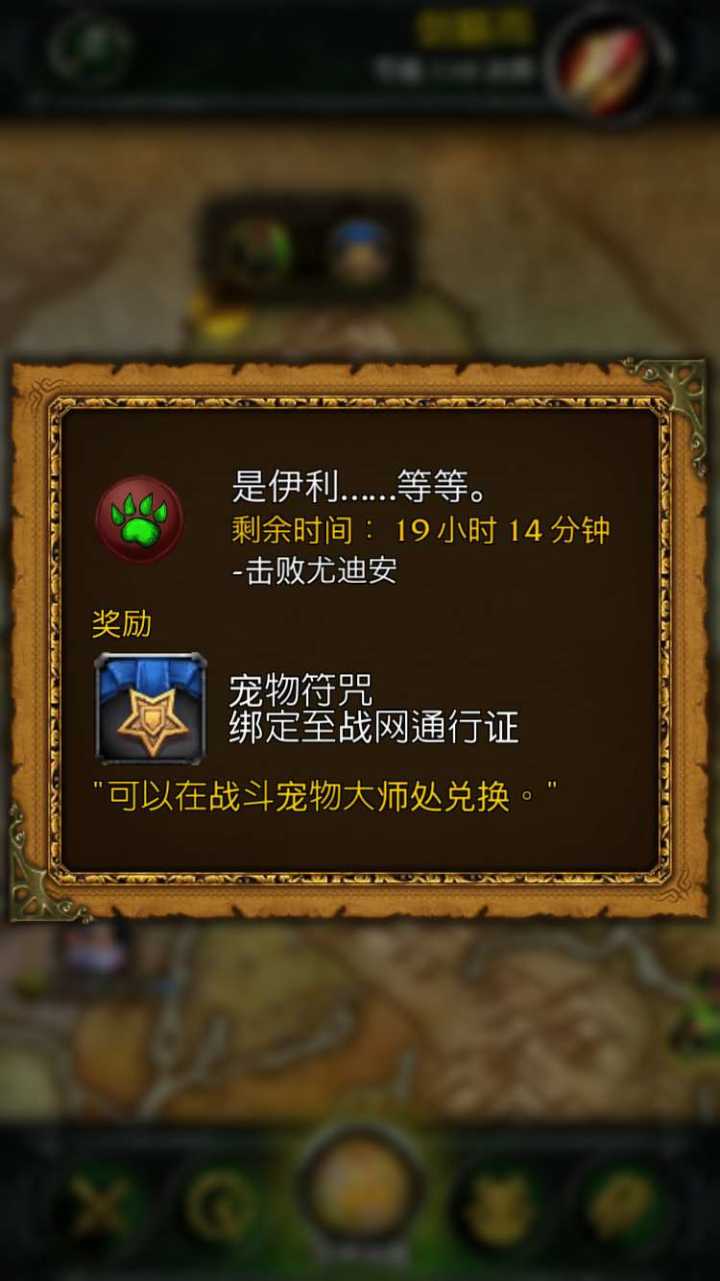 是伊利……等等。
剩余时间： 19 小时 14 分钟
-击败尤迪安
奖励
宠物符咒
绑定至战网通行证
"可以在战斗宠物大师处兑换。"